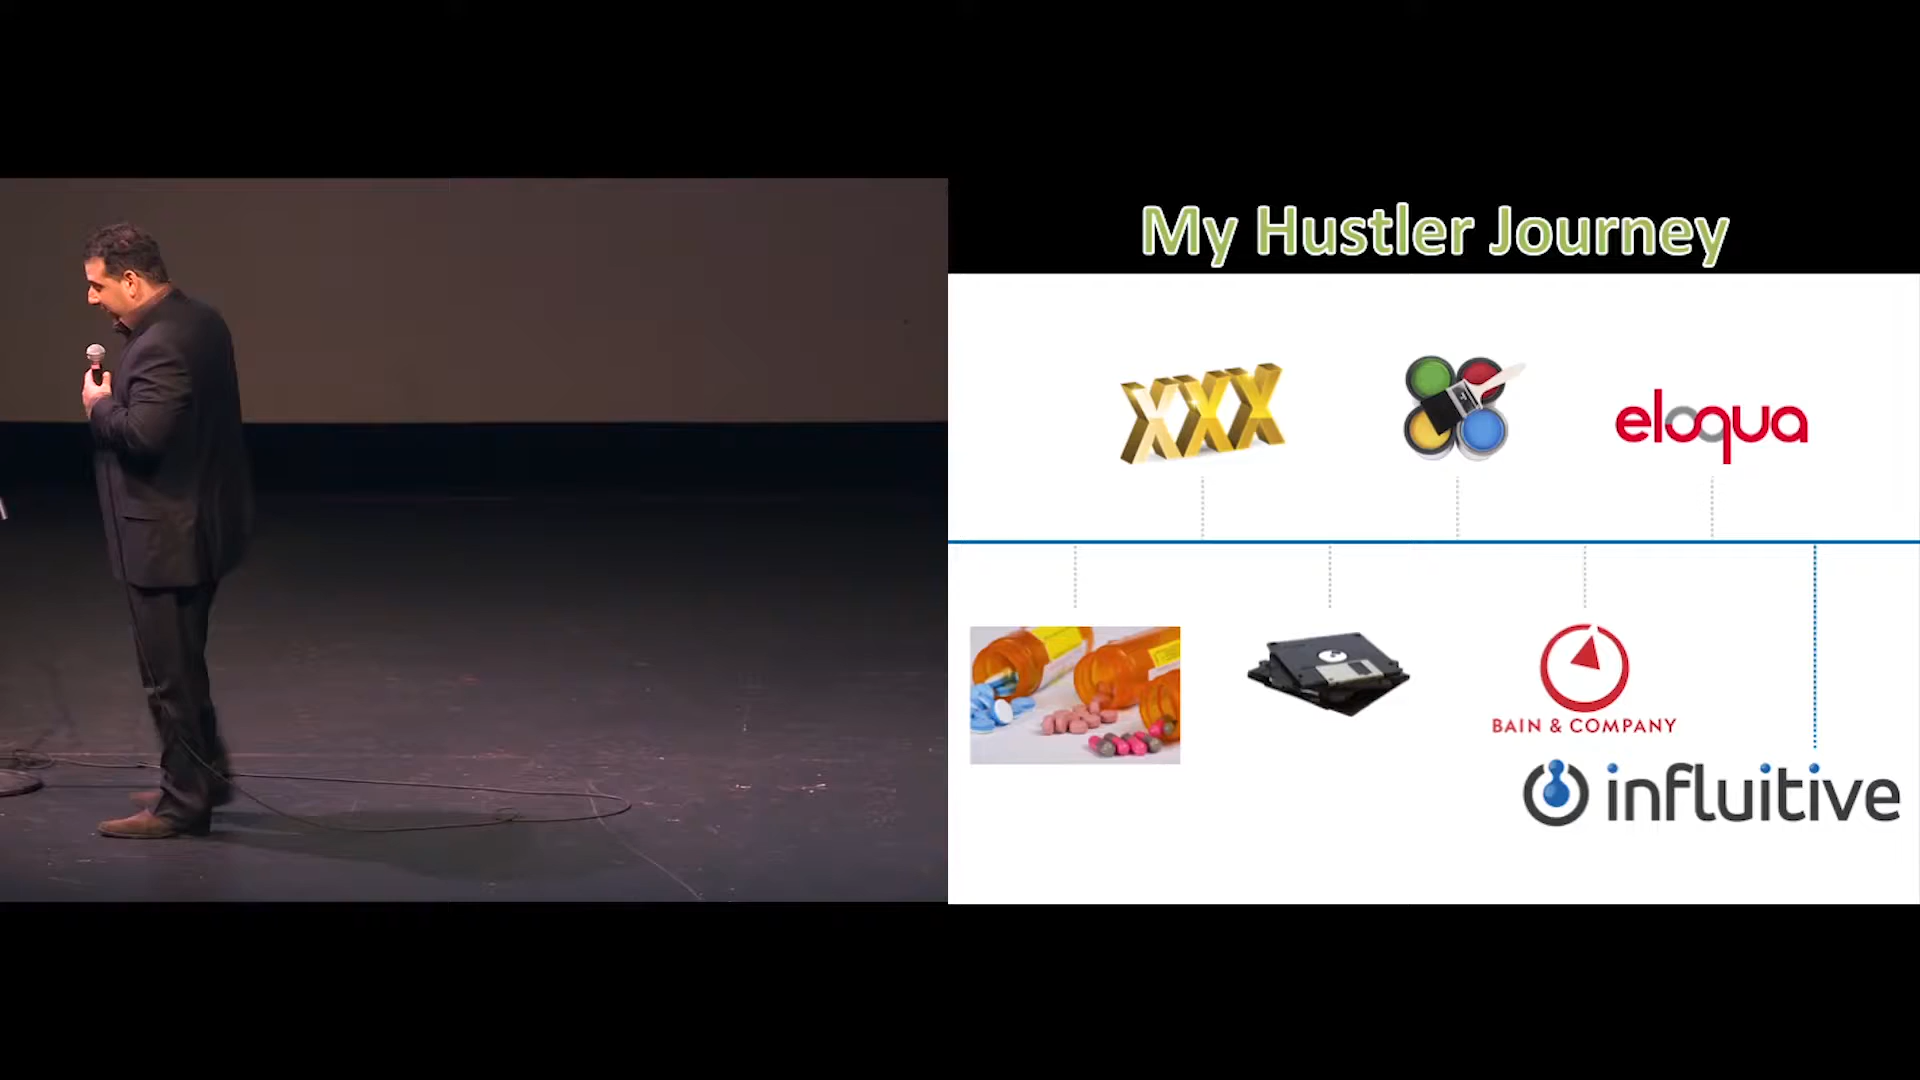 My Hustler Journey
XXX
eloqua
BAIN & COMPANY
influitive